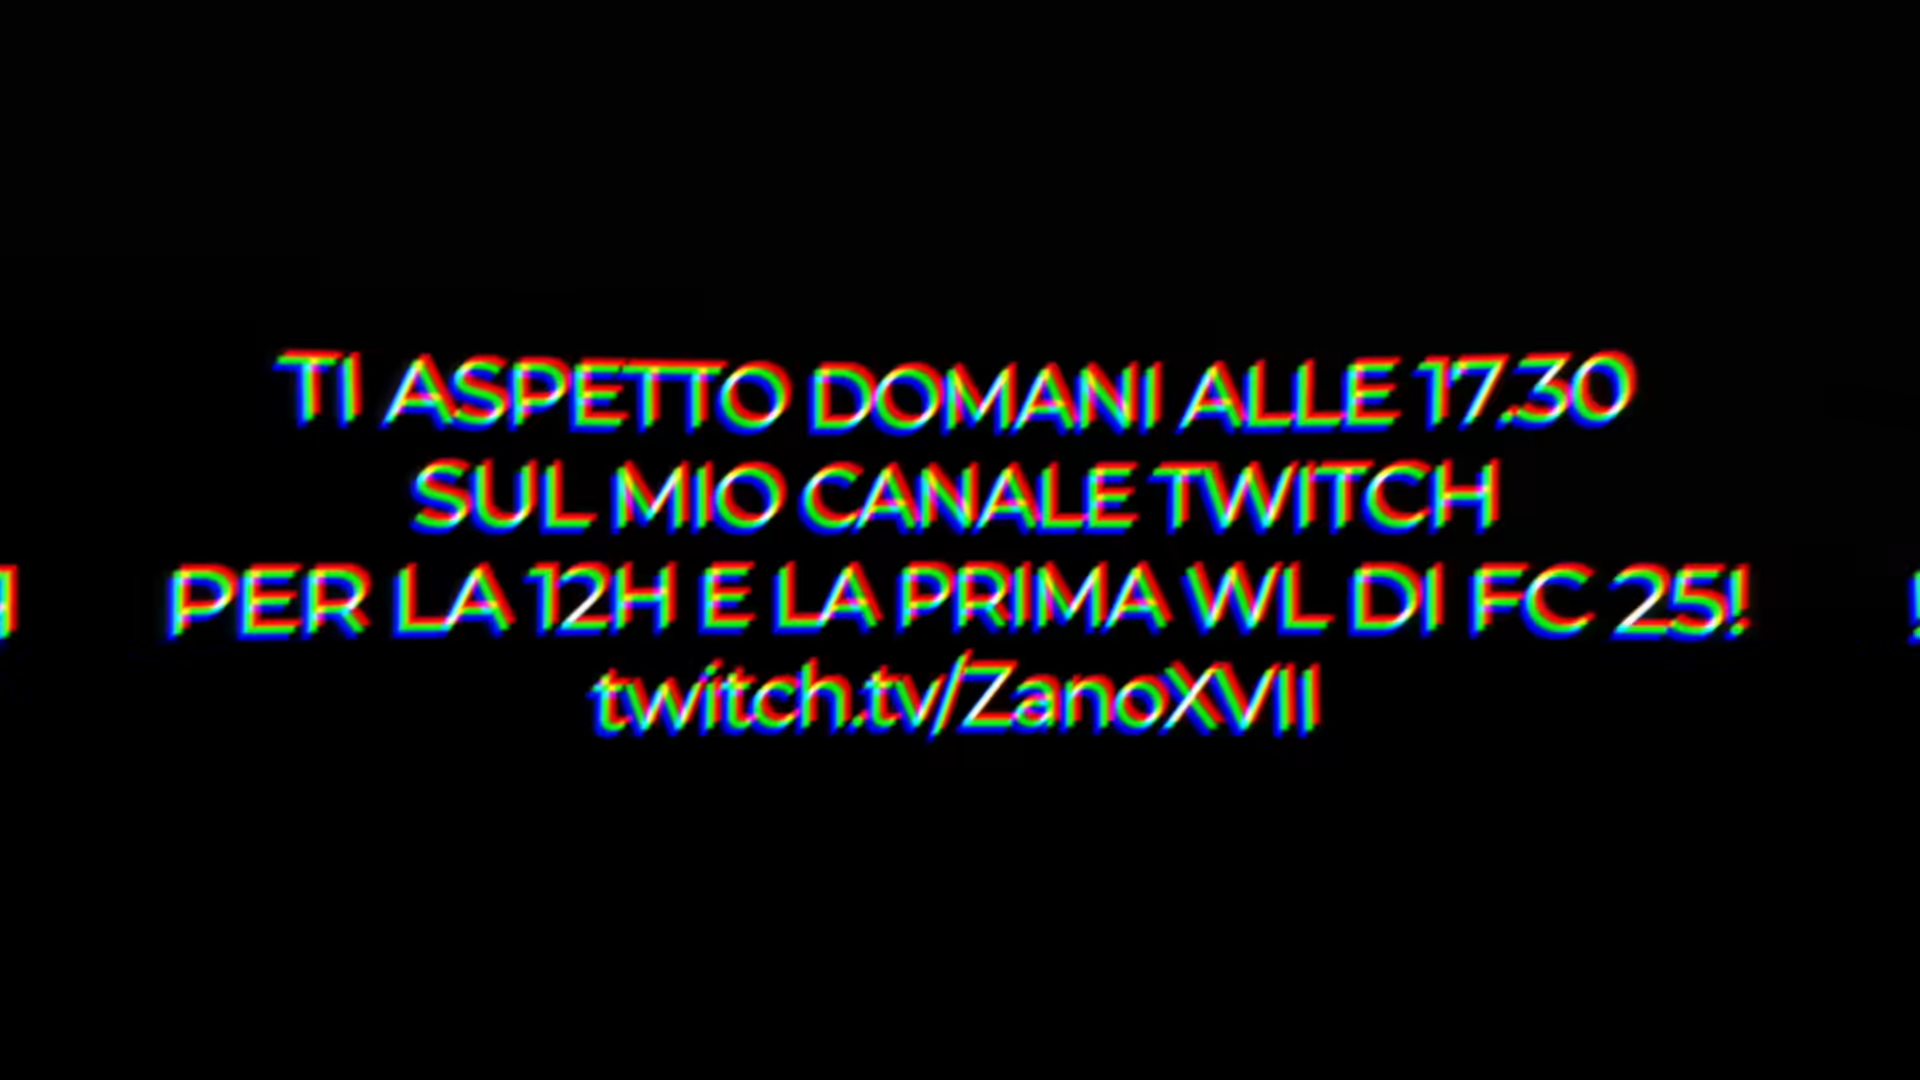 TI ASPETTO DOMANI ALLE 17.30
SUL MIO CANALE TWITCH
PER LA 12H E LA PRIMA WL DI FC 25!
twitch.tv/ZanoXVII